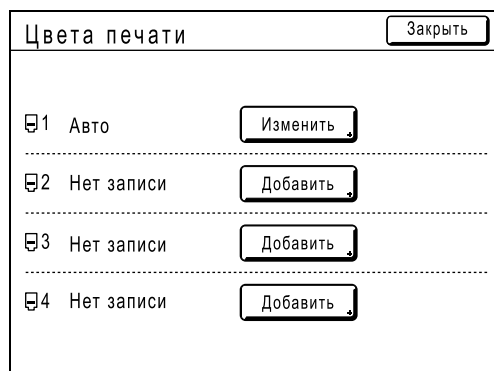 Цвета печати Закрыть
1 Авто Изменить
2 Нет записи Добавить
3 Нет записи Добавить
4 Нет записи Добавить